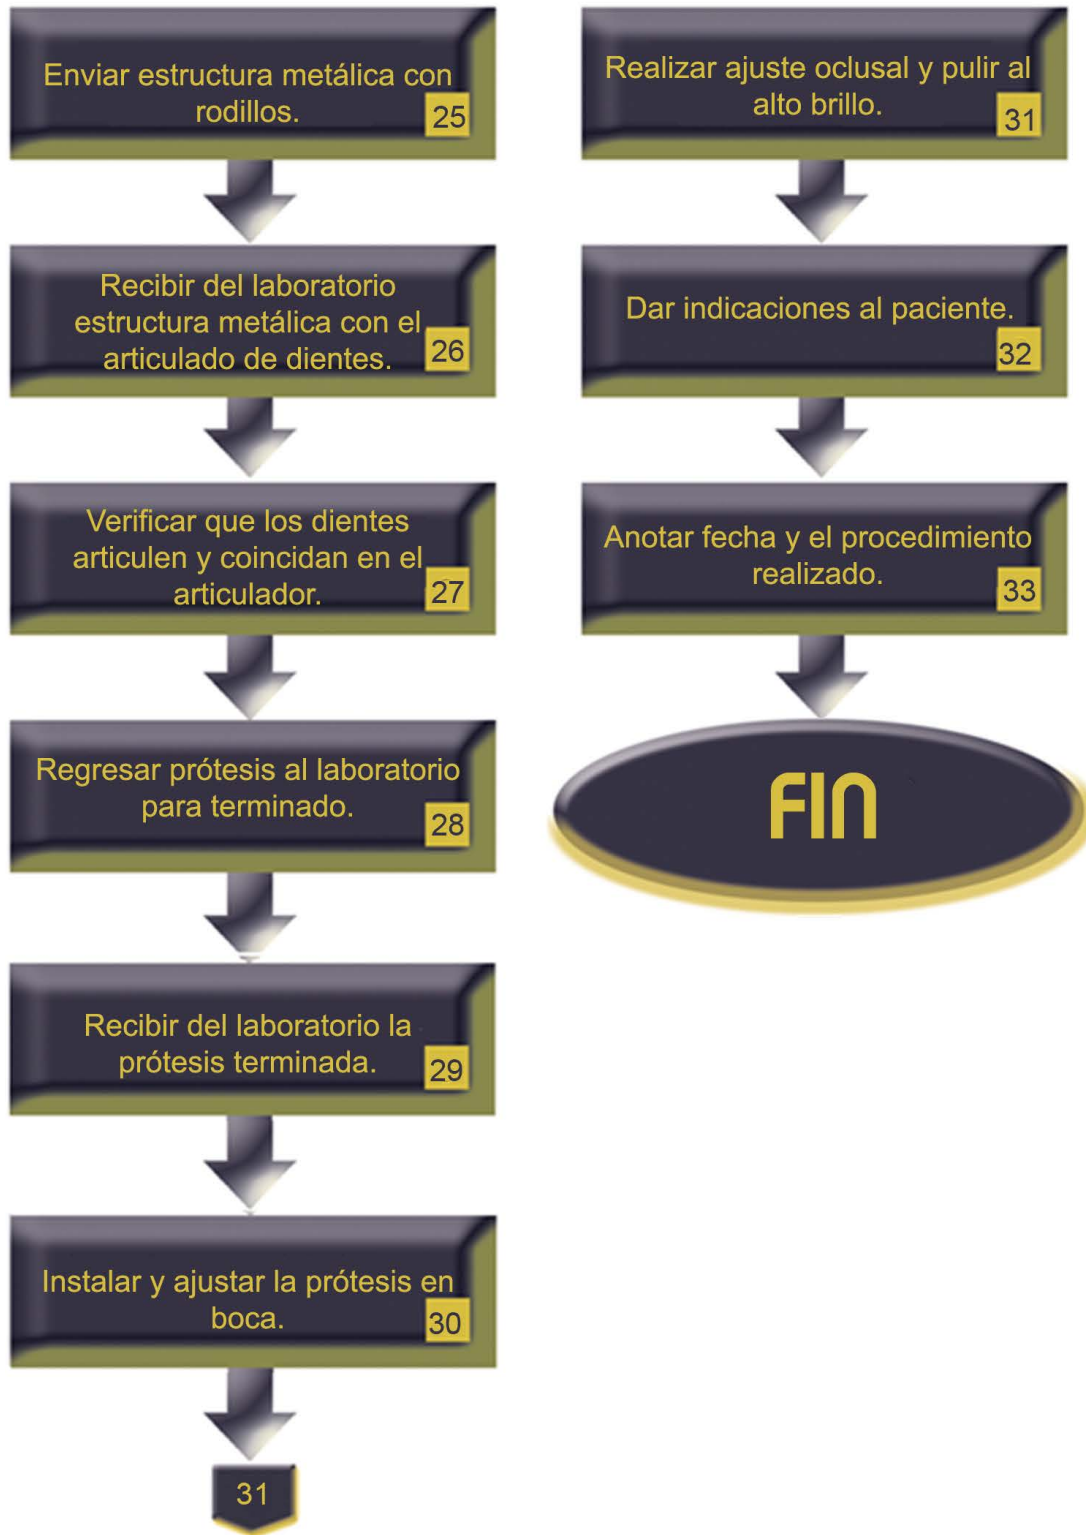 Enviar estructura metálica con
rodillos.
25
Recibir del laboratorio
estructura metálica con el
articulado de dientes.
26
Verificar que los dientes
articulen y coincidan en el
articulador.
27
Regresar prótesis al laboratorio
para terminado.
28
Recibir del laboratorio la
prótesis terminada.
29
Instalar y ajustar la prótesis en
boca.
30
31
Realizar ajuste oclusal y pulir al
alto brillo.
31
Dar indicaciones al paciente.
32
Anotar fecha y el procedimiento
realizado.
33
FIN